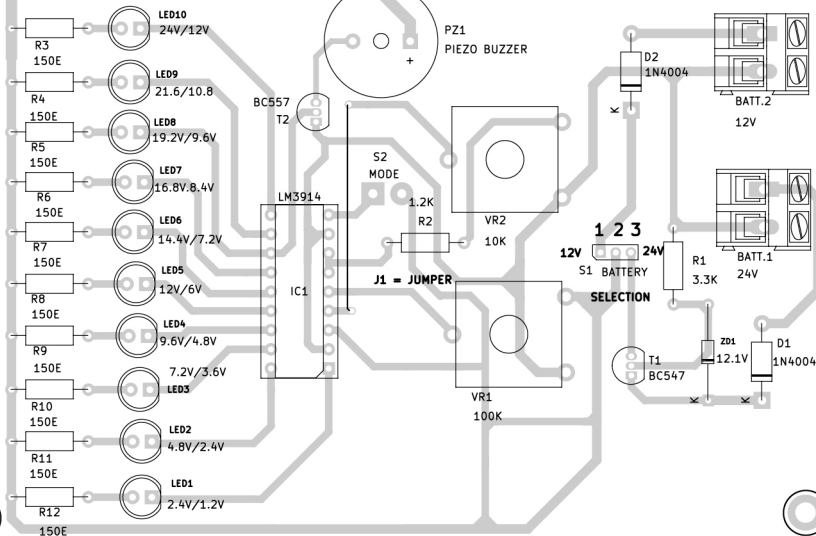 LED10
24V/12V
R3
150E
LED9
21.6/10.8
R4
150E
LED8
19.2V/9.6V
R5
150E
LED7
16.8V.8.4V
R6
150E
LED6
14.4V/7.2V
R7
150E
LED5
12V/6V
R8
150E
LED4
9.6V/4.8V
R9
150E
7.2V/3.6V
LED3
R10
150E
LED2
4.8V/2.4V
R11
150E
LED1
2.4V/1.2V
R12
150E
PZ1
PIEZO BUZZER
+
BC557
T2
S2
MODE
LM3914
IC1
1.2K
R2
J1 = JUMPER
VR2
10K
VR1
100K
D2
1N4004
K
BATT.2
12V
1 2 3
12V
24V
S1 BATTERY
SELECTION
R1
3.3K
BATT.1
24V
T1
BC547
ZD1
12.1V
K
D1
1N4004
K